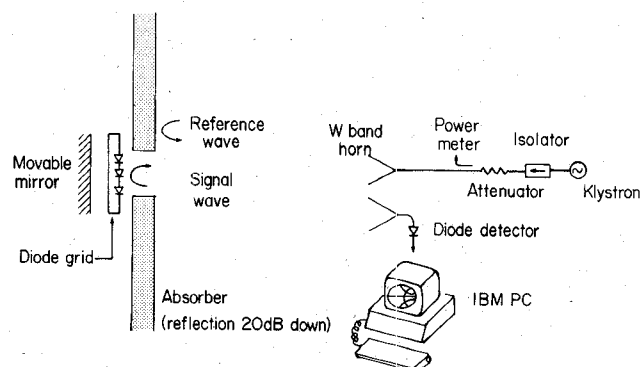 Movable
mirror
Diode grid
Reference
wave
Signal
wave
Absorber
(reflection 20dB down)
W band
horn
Power
meter
Isolator
Attenuator
Klystron
Diode detector
IBM PC